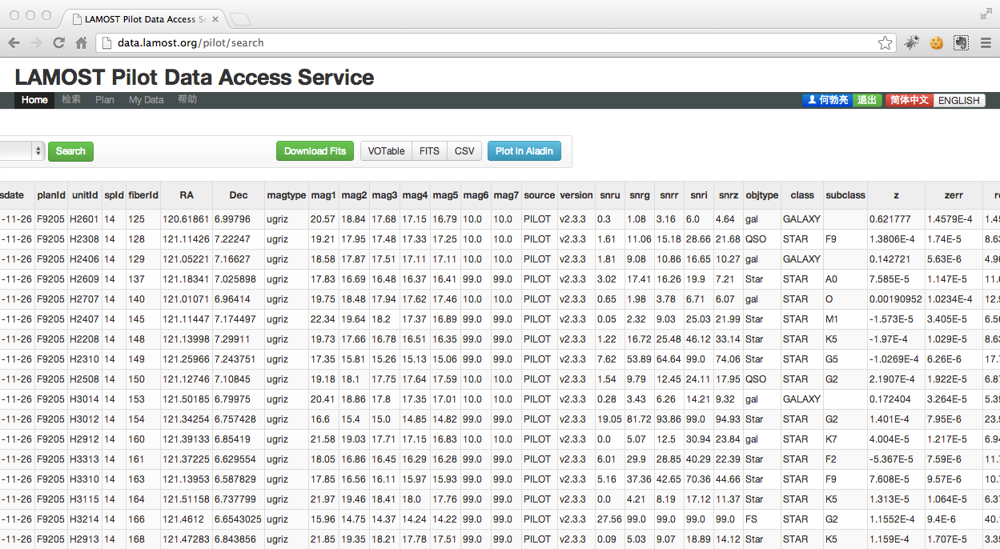 LAMOST Pilot Data Access Se
data.lamost.org/pilot/search
LAMOST Pilot Data Access Service
Home 检索 Plan My Data 帮助 何勃亮 退出 简体中文 ENGLISH
Search Download Fits VOTable FITS CSV Plot in Aladin
sdate planId unitId spId fiberId RA Dec magtype mag1 mag2 mag3 mag4 mag5 mag6 mag7 source version snru snrg snrr snri snrz objtype class subclass z zerr r
-11-26 F9205 H2601 14 125 120.61861 6.99796 ugriz 20.57 18.84 17.68 17.15 16.79 10.0 10.0 PILOT v2.3.3 0.3 1.08 3.16 6.0 4.64 gal GALAXY 0.621777 1.4579E-4 1.45
-11-26 F9205 H2308 14 128 121.11426 7.22247 ugriz 19.21 17.95 17.48 17.33 17.25 10.0 10.0 PILOT v2.3.3 1.61 11.06 15.18 28.66 21.68 QSO STAR F9 1.3806E-4 1.74E-5 8.63
-11-26 F9205 H2406 14 129 121.05221 7.16627 ugriz 18.58 17.87 17.51 17.11 17.11 10.0 10.0 PILOT v2.3.3 1.81 9.08 10.86 16.65 10.27 gal GALAXY 0.142721 5.63E-6 4.90
-11-26 F9205 H2609 14 137 121.18341 7.025898 ugriz 17.83 16.69 16.48 16.37 16.41 99.0 99.0 PILOT v2.3.3 3.02 17.41 16.26 19.9 7.21 Star STAR A0 7.585E-5 1.147E-5 11.6
-11-26 F9205 H2707 14 140 121.01071 6.96414 ugriz 19.75 18.48 17.94 17.62 17.46 10.0 10.0 PILOT v2.3.3 0.65 1.98 3.78 6.71 6.07 gal STAR O 0.00190952 1.0234E-4 12.9
-11-26 F9205 H2407 14 145 121.11447 7.174497 ugriz 22.34 19.64 18.2 17.37 16.89 99.0 99.0 PILOT v2.3.3 0.05 2.32 9.03 25.03 21.99 Star STAR M1 -1.573E-5 3.405E-5 6.56
-11-26 F9205 H2208 14 148 121.13998 7.29911 ugriz 19.73 17.66 16.78 16.51 16.35 99.0 99.0 PILOT v2.3.3 1.22 16.72 25.48 46.12 33.14 Star STAR K5 -1.97E-4 1.029E-5 8.63
-11-26 F9205 H2310 14 149 121.25966 7.243751 ugriz 17.35 15.81 15.26 15.13 15.06 99.0 99.0 PILOT v2.3.3 7.62 53.89 64.64 99.0 74.06 Star STAR G5 -1.0269E-4 6.26E-6 17.7
-11-26 F9205 H2508 14 150 121.12746 7.10845 ugriz 19.18 18.1 17.75 17.64 17.59 10.0 10.0 PILOT v2.3.3 1.54 9.79 12.45 24.11 17.95 QSO STAR G2 2.1907E-4 1.922E-5 6.87
-11-26 F9205 H3014 14 153 121.50185 6.79975 ugriz 20.41 18.86 17.8 17.35 17.01 10.0 10.0 PILOT v2.3.3 0.28 3.43 6.26 14.21 9.32 gal GALAXY 0.172404 3.264E-5 5.39
-11-26 F9205 H3012 14 154 121.34254 6.757428 ugriz 16.6 15.4 15.0 14.85 14.82 99.0 99.0 PILOT v2.3.3 19.05 81.72 93.86 99.0 94.93 Star STAR G2 1.401E-4 7.95E-6 23.9
-11-26 F9205 H2912 14 160 121.39133 6.85419 ugriz 21.58 19.03 17.71 17.15 16.83 10.0 10.0 PILOT v2.3.3 0.0 5.07 12.5 30.94 23.84 gal STAR K7 4.004E-5 1.217E-5 6.94
-11-26 F9205 H3313 14 161 121.37225 6.629554 ugriz 18.05 16.86 16.45 16.29 16.28 99.0 99.0 PILOT v2.3.3 6.01 29.9 28.85 40.29 22.39 Star STAR F2 -5.367E-5 7.59E-6 11.7
-11-26 F9205 H3310 14 163 121.13953 6.587829 ugriz 17.85 16.56 16.11 15.97 15.93 99.0 99.0 PILOT v2.3.3 5.16 37.36 42.65 70.36 44.66 Star STAR F9 7.608E-5 9.57E-6 10.7
-11-26 F9205 H3115 14 164 121.51158 6.737799 ugriz 21.97 19.46 18.41 18.0 17.76 99.0 99.0 PILOT v2.3.3 0.0 4.21 8.19 17.12 11.37 Star STAR K5 1.313E-5 1.064E-5 6.37
-11-26 F9205 H3214 14 166 121.4612 6.6543025 ugriz 15.96 14.75 14.37 14.24 14.22 99.0 99.0 PILOT v2.3.3 27.56 99.0 99.0 99.0 99.0 FS STAR G2 1.1552E-4 9.4E-6 40.1
-11-26 F9205 H2913 14 168 121.47283 6.843856 ugriz 21.85 19.35 18.21 17.78 17.51 99.0 99.0 PILOT v2.3.3 0.09 5.03 9.07 18.89 14.12 Star STAR K5 1.159E-4 1.707E-5 3.39